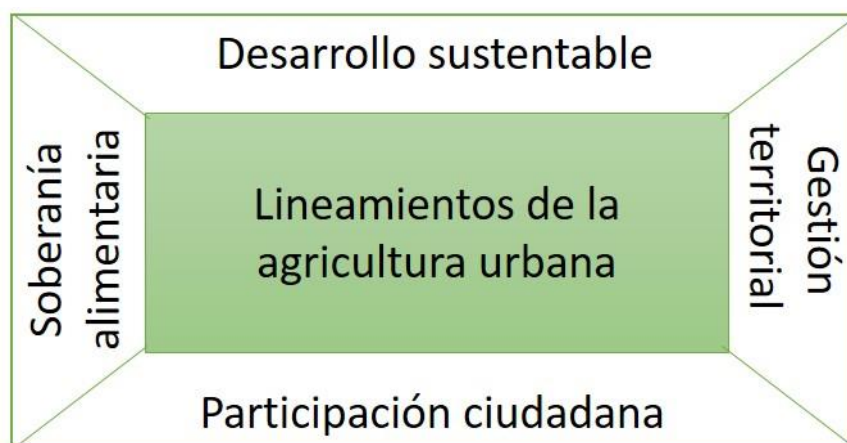 Desarrollo sustentable
Soberanía
alimentaria
Lineamientos de la
agricultura urbana
Gestión
territorial
Participación ciudadana